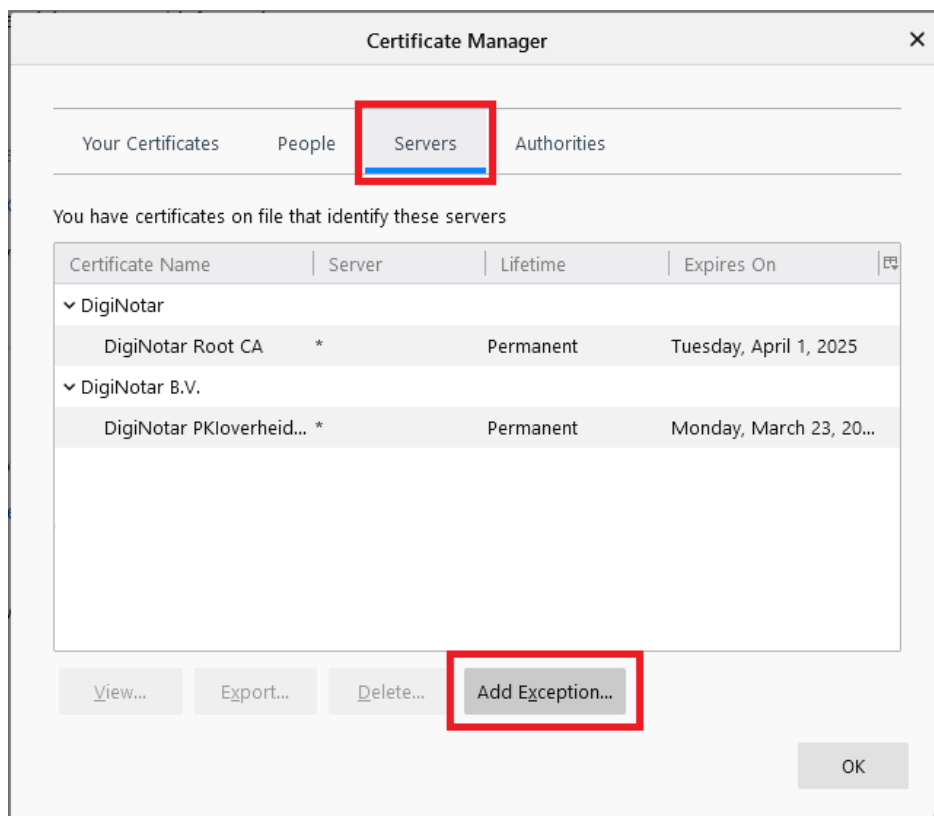 Certificate Manager
Your Certificates People Servers Authorities
You have certificates on file that identify these servers
Certificate Name Server Lifetime Expires On
DigiNotar
DigiNotar Root CA * Permanent Tuesday, April 1, 2025
DigiNotar B.V.
DigiNotar PKIoverheid... * Permanent Monday, March 23, 20...
View... Export... Delete... Add Exception...
OK